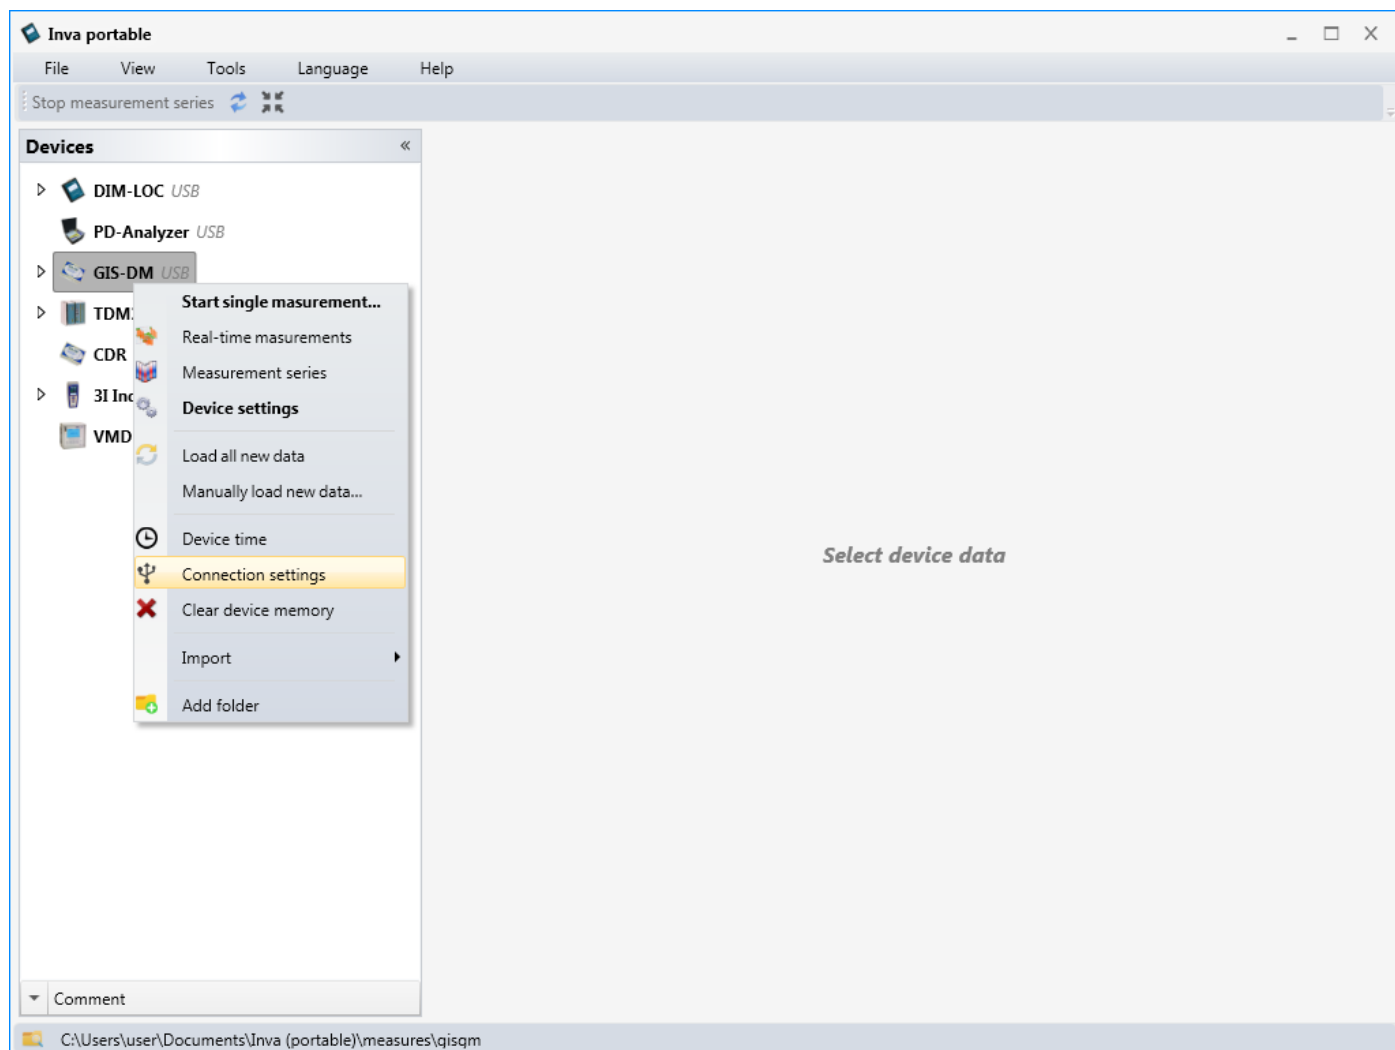 Inva portable
File View Tools Language Help
Stop measurement series
Devices
DIM-LOC USB
PD-Analyzer USB
GIS-DM USB
TDM
CDR
3I
VMD
Start single masurement...
Real-time masurements
Measurement series
Device settings
Load all new data
Manually load new data...
Device time
Connection settings
Clear device memory
Import
Add folder
Select device data
Comment
C:\Users\user\Documents\Inva (portable)\measures\gisgm